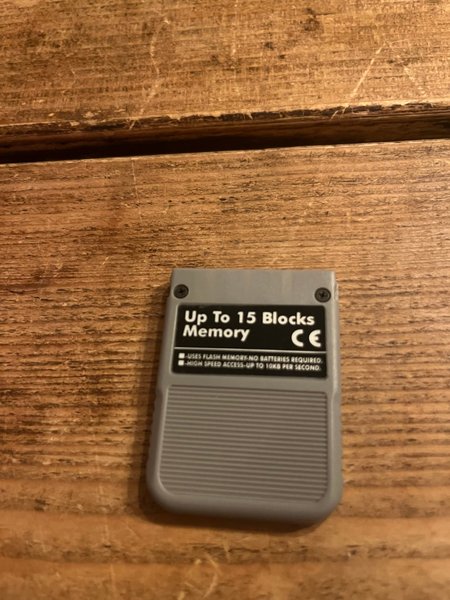 Up To 15 Blocks
Memory
CE
-USES FLASH MEMORY-NO BATTERIES REQUIRED.
-HIGH SPEED ACCESS-UP TO 10KB PER SECOND.